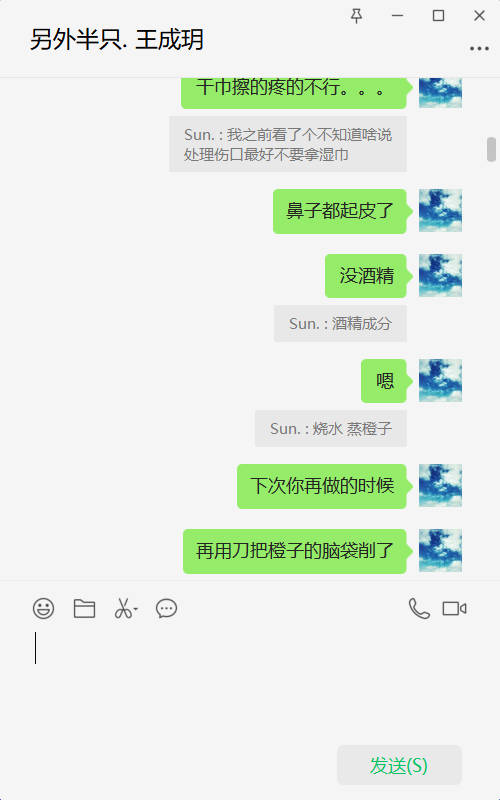 另外半只. 王成玥
干巾擦的疼的不行。。。
Sun. : 我之前看了个不知道啥说
处理伤口最好不要拿湿巾
鼻子都起皮了
没酒精
Sun. : 酒精成分
嗯
Sun. : 烧水 蒸橙子
下次你再做的时候
再用刀把橙子的脑袋削了
发送(S)